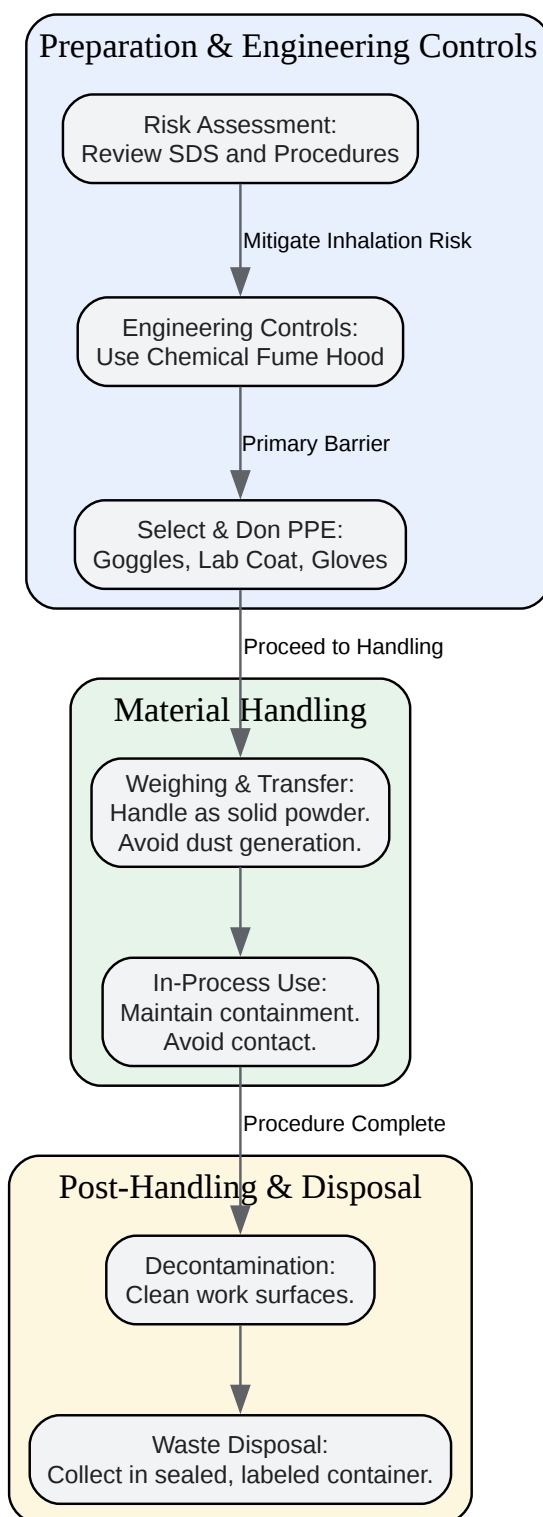 Preparation & Engineering Controls
Risk Assessment:
Review SDS and Procedures
Mitigate Inhalation Risk
Engineering Controls:
Use Chemical Fume Hood
Primary Barrier
Select & Don PPE:
Goggles, Lab Coat, Gloves
Proceed to Handling
Material Handling
Weighing & Transfer:
Handle as solid powder.
Avoid dust generation.
In-Process Use:
Maintain containment.
Avoid contact.
Procedure Complete
Post-Handling & Disposal
Decontamination:
Clean work surfaces.
Waste Disposal:
Collect in sealed, labeled container.